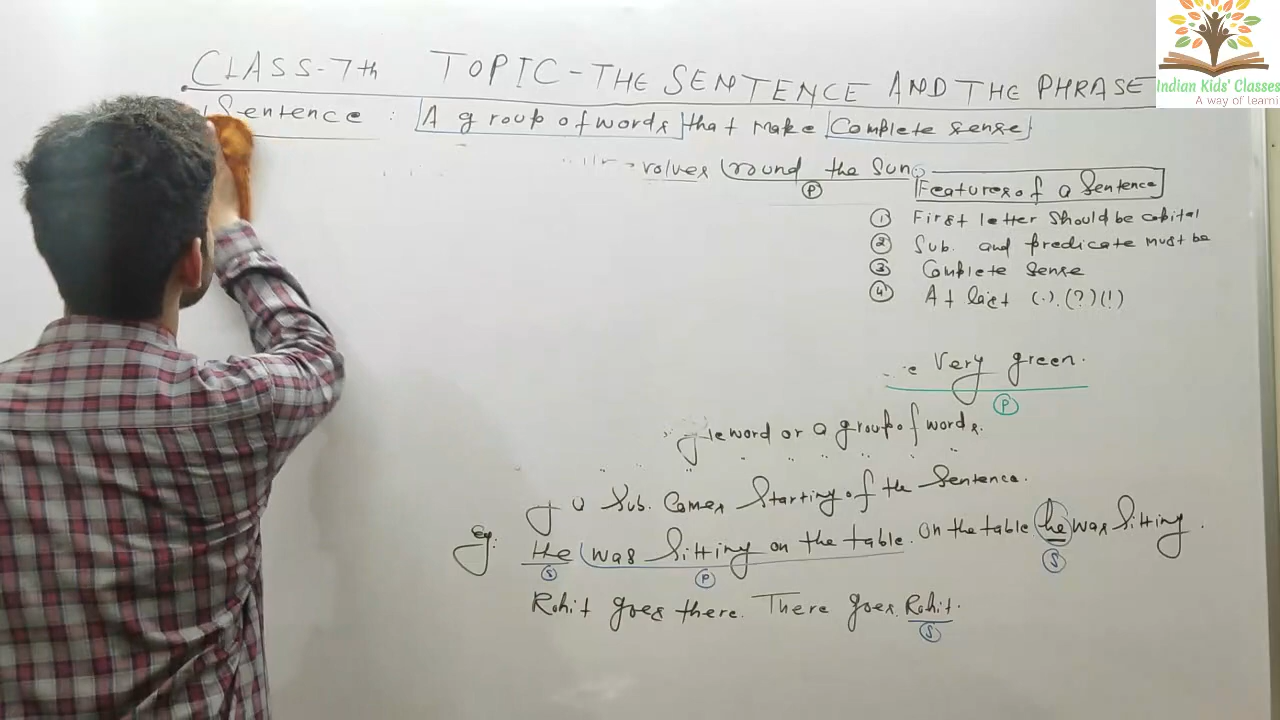 CLASS-7th TOPIC-THE SENTENCE AND THE PHRASE
Indian Kids' Classes
A way of learni
Sentence : A group of words that make Complete sense
volves round the Sun.
P
Features of a Sentence
1 First letter should be capital
2 Sub. and predicate must be
3 Complete sense
4 At last (.) (?) (!)
Very green.
P
word or a group of words.
Sub. Comes Starting of the Sentence.
Eg. He was sitting on the table. On the table he was sitting.
S P S
Rohit goes there. There goes Rohit.
S